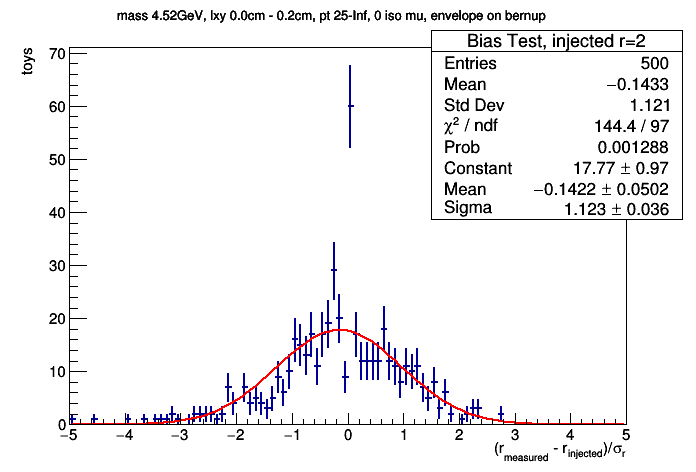 mass 4.52GeV, lxy 0.0cm - 0.2cm, pt 25-Inf, 0 iso mu, envelope on bernup
Bias Test, injected r=2
Entries 500
Mean −0.1433
Std Dev 1.121
χ² / ndf 144.4 / 97
Prob 0.001288
Constant 17.77 ± 0.97
Mean −0.1422 ± 0.0502
Sigma 1.123 ± 0.036
toys
70
60
50
40
30
20
10
0
−5 −4 −3 −2 −1 0 1 2 3 4 5
(r_measured - r_injected)/σ_r